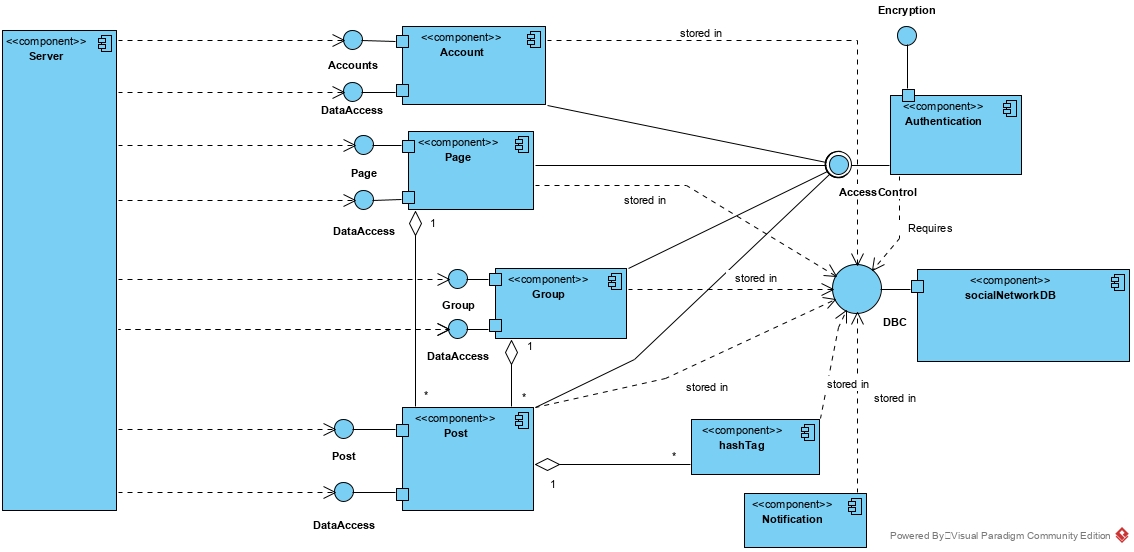 Encryption
<<component>>
Server
Accounts
DataAccess
<<component>>
Account
stored in
<<component>>
Authentication
Page
DataAccess
<<component>>
Page
1
stored in
AccessControl
Requires
Group
DataAccess
<<component>>
Group
1
stored in
DBC
<<component>>
socialNetworkDB
*
*
stored in
stored in
stored in
Post
DataAccess
<<component>>
Post
1
*
<<component>>
hashTag
<<component>>
Notification
Powered By Visual Paradigm Community Edition